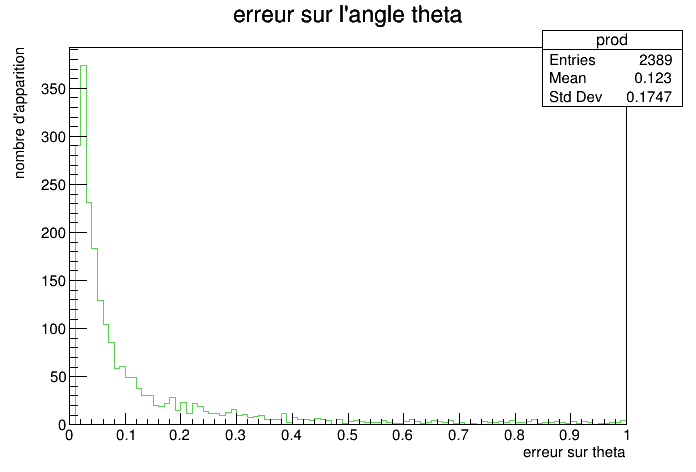 erreur sur l'angle theta
prod
Entries 2389
Mean 0.123
Std Dev 0.1747
nombre d'apparition
350
300
250
200
150
100
50
0
0 0.1 0.2 0.3 0.4 0.5 0.6 0.7 0.8 0.9 1
erreur sur theta